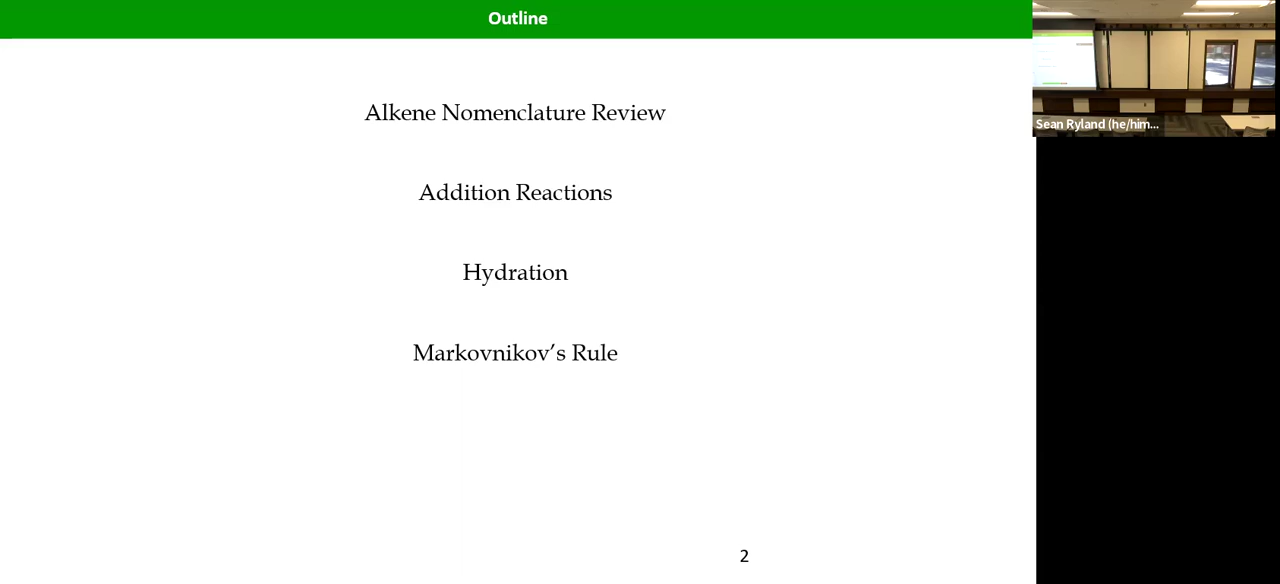 Outline
Alkene Nomenclature Review
Addition Reactions
Hydration
Markovnikov’s Rule
2
Sean Ryland (he/him...